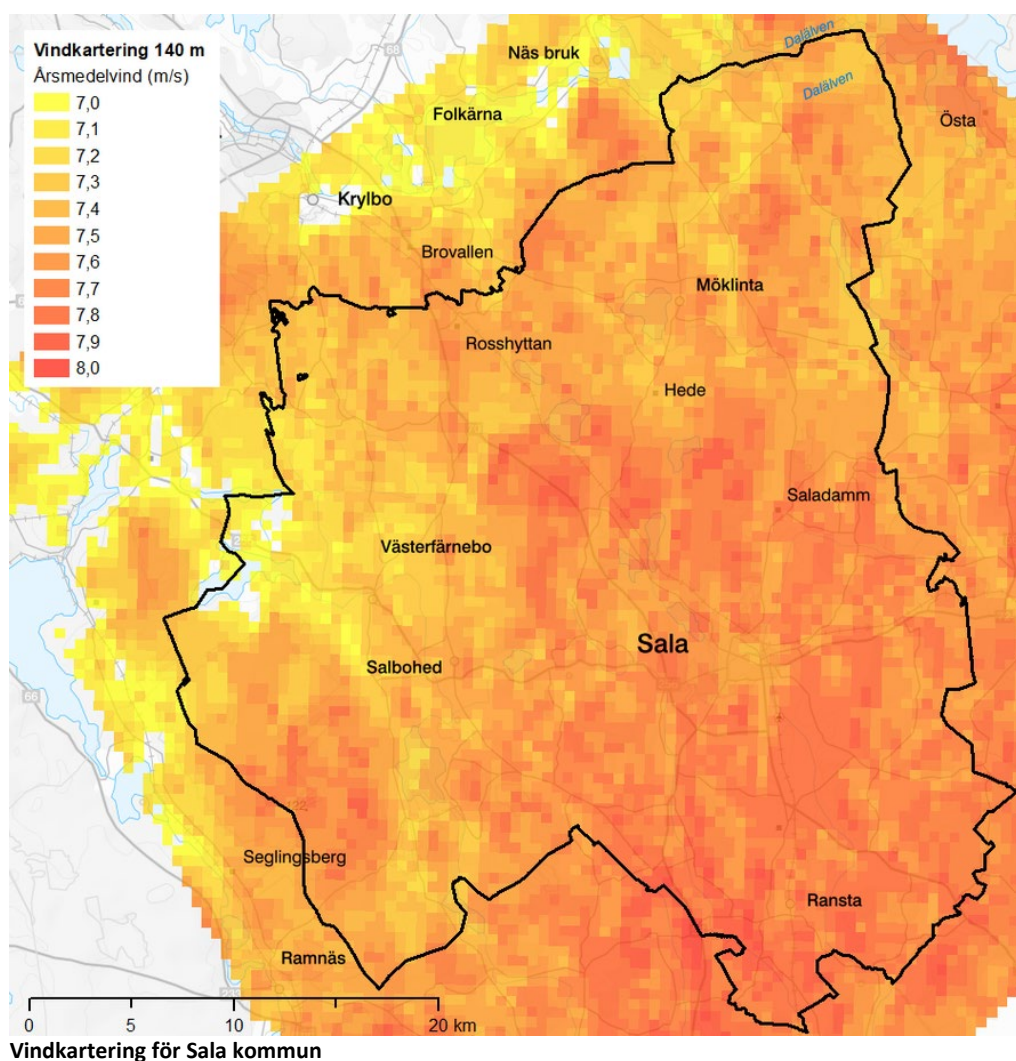 Vindkartering 140 m
Årsmedelvind (m/s)
7,0
7,1
7,2
7,3
7,4
7,5
7,6
7,7
7,8
7,9
8,0
68
Näs bruk
Dalälven
Dalälven
Folkärna
Östa
Krylbo
Brovallen
Möklinta
Rosshyttan
Hede
Saladamm
Västerfärnebo
Sala
Salbohed
66
Seglingsberg
Ransta
Ramnäs
0 5 10 20 km
Vindkartering för Sala kommun